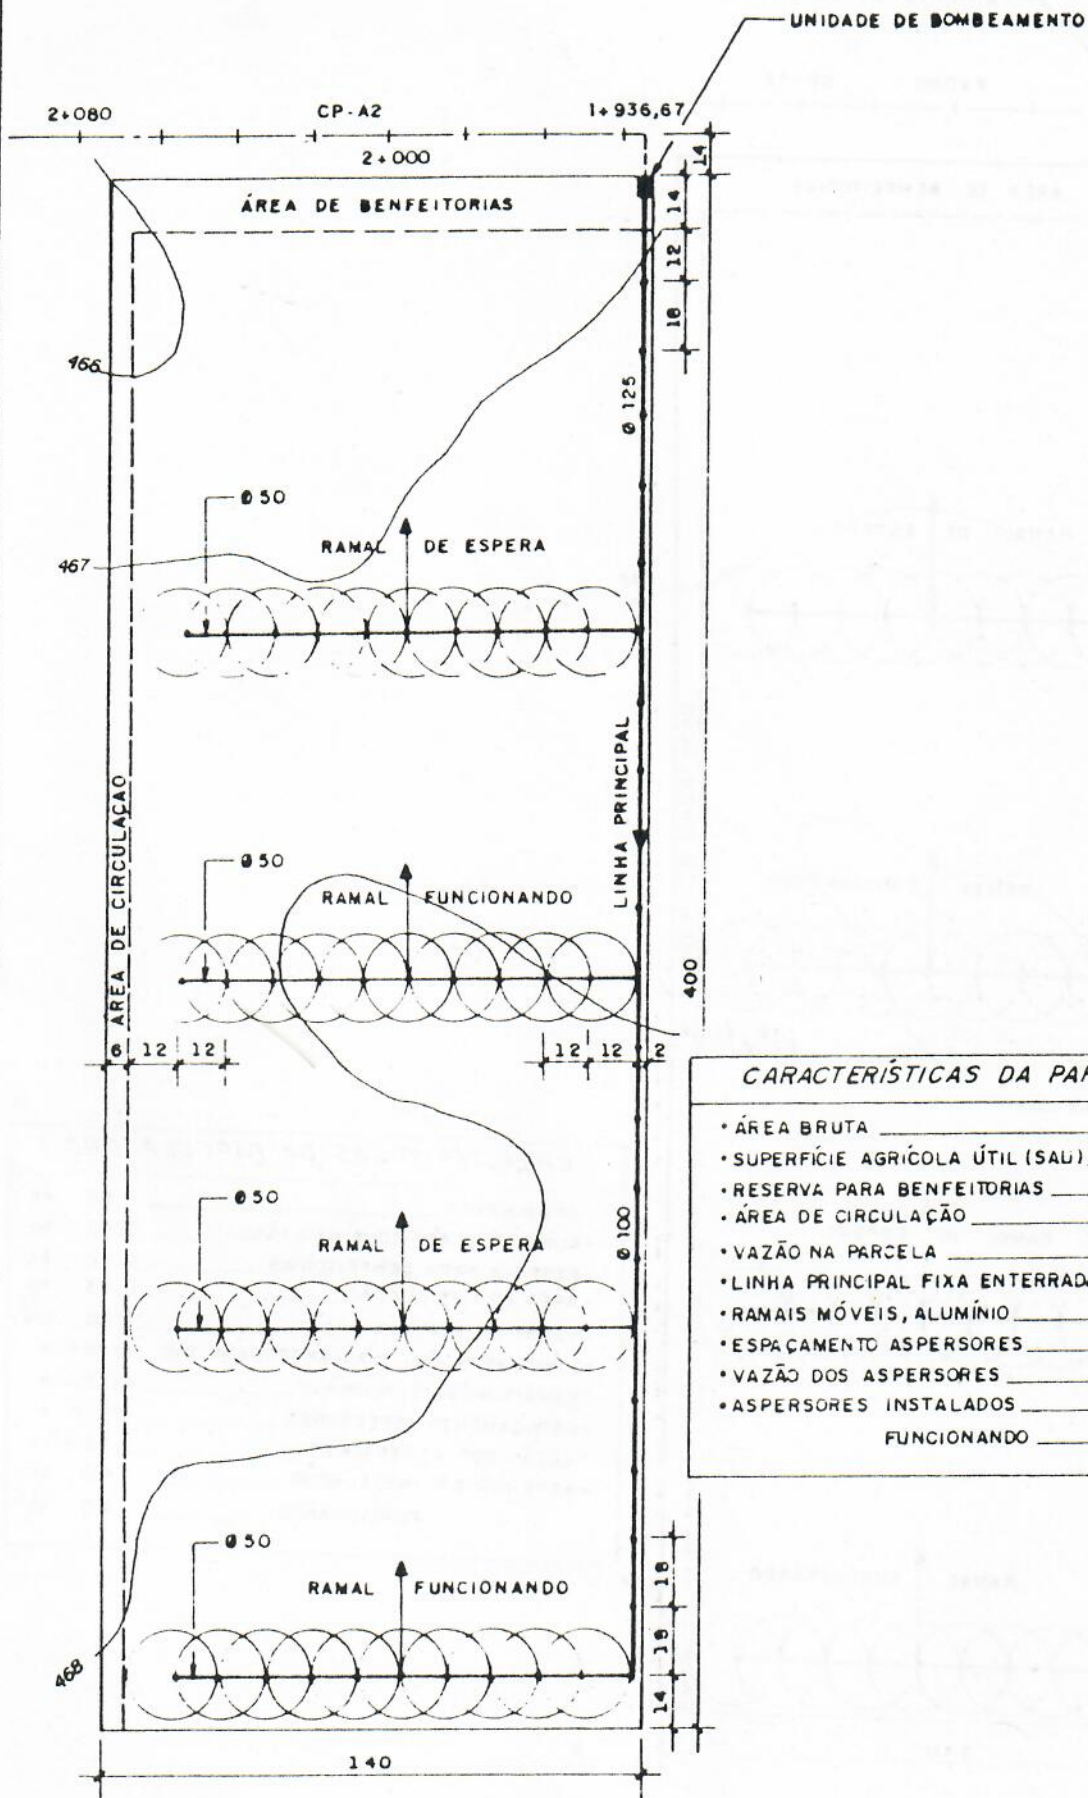 UNIDADE DE BOMBEAMENTO
2+080
CP-A2
1+936,67
2+000
14
ÁREA DE BENFEITORIAS
14
12
18
466
Ø 125
Ø 50
RAMAL DE ESPERA
467
LINHA PRINCIPAL
ÁREA DE CIRCULAÇÃO
Ø 50
RAMAL FUNCIONANDO
400
6
12
12
12
12
2
CARACTERÍSTICAS DA PAR
• ÁREA BRUTA
• SUPERFÍCIE AGRÍCOLA ÚTIL (SAU)
• RESERVA PARA BENFEITORIAS
• ÁREA DE CIRCULAÇÃO
• VAZÃO NA PARCELA
• LINHA PRINCIPAL FIXA ENTERRADA
• RAMAIS MÓVEIS, ALUMÍNIO
• ESPAÇAMENTO ASPERSORES
• VAZÃO DOS ASPERSORES
• ASPERSORES INSTALADOS
FUNCIONANDO
Ø 50
RAMAL DE ESPERA
Ø 100
Ø 50
RAMAL FUNCIONANDO
18
18
14
468
140